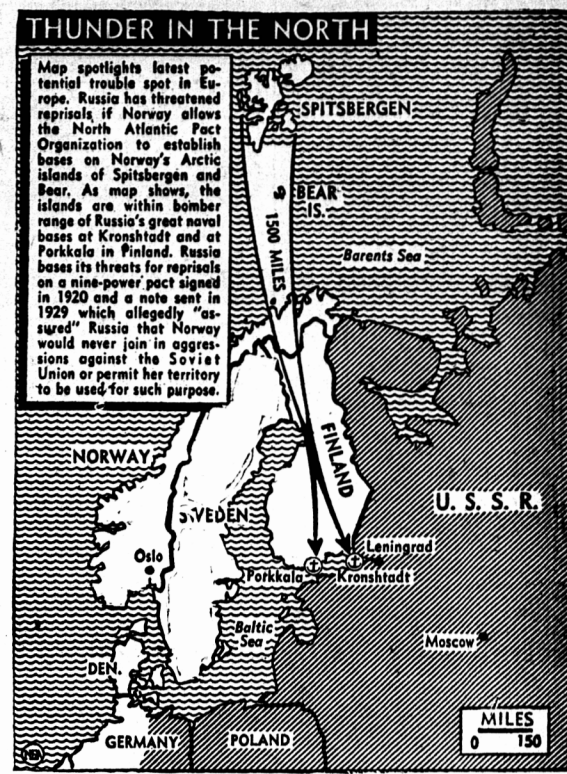 THUNDER IN THE NORTH
Map spotlights latest po-
tential trouble spot in Eu-
rope. Russia has threatened
reprisals if Norway allows
the North Atlantic Pact
Organization to establish
bases on Norway's Arctic
islands of Spitsbergen and
Bear. As map shows, the
islands are within bomber
range of Russia's great naval
bases at Kronshtadt and at
Porkkala in Pinland. Russia
bases its threats for reprisals
on a nine-power pact signed
in 1920 and a note sent in
1929 which allegedly "as-
sured" Russia that Norway
would never join in aggres-
sions against the Soviet
Union or permit her territory
to be used for such purpose.
SPITSBERGEN
BEAR
IS.
1500 MILES
Barents Sea
NORWAY
FINLAND
SWEDEN
U. S. S. R.
Oslo
Leningrad
Porkkala
Kronshtadt
Baltic
Sea
Moscow
DEN.
GERMANY
POLAND
MILES
0 150
NEA